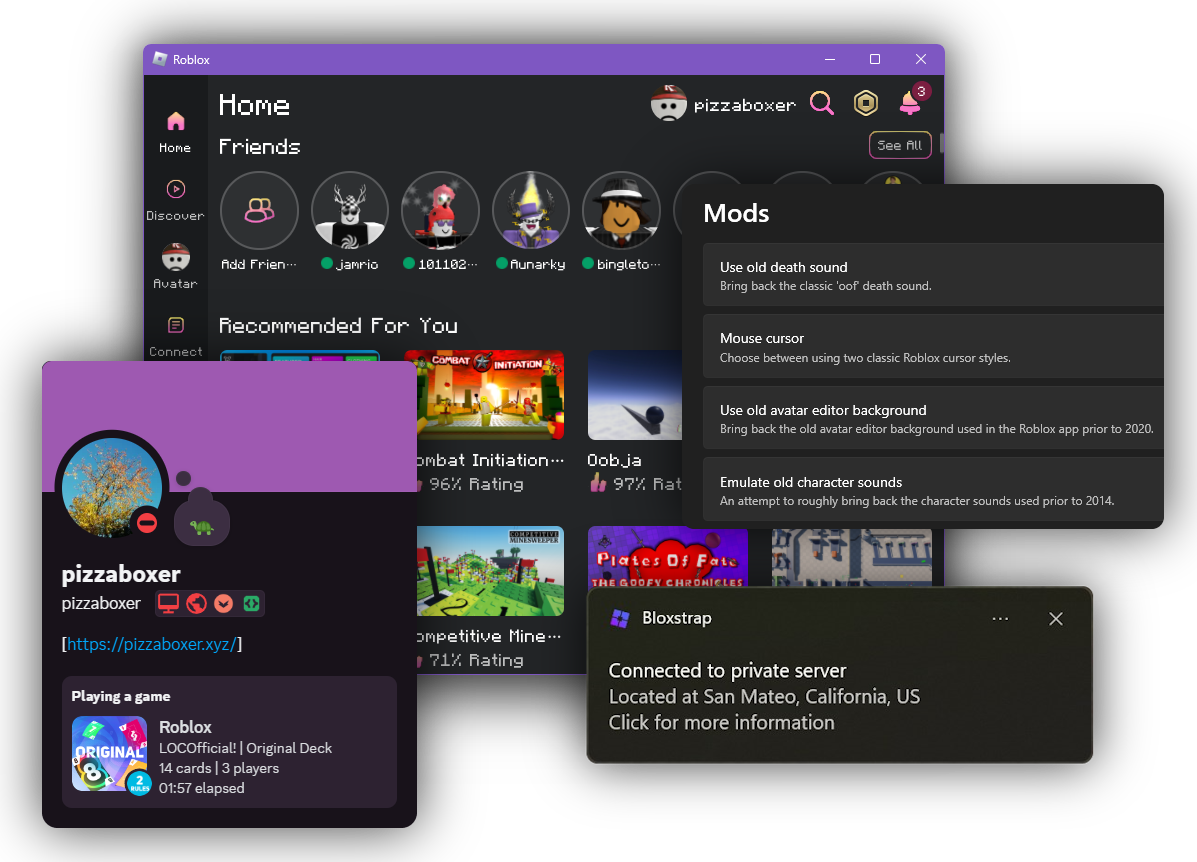 Roblox
Home
pizzaboxer
3
Friends
See All
Home
Discover
Avatar
Connect
Add Frien···
jamrio
101102···
Aunarky
bingleto···
Recommended For You
COMBAT INITIATION
ombat Initiation···
96% Rating
Oobja
97% Rat
COMPETITIVE
MINESWEEPER
ompetitive Mine···
71% Rating
Plates Of Fate
THE GOOFY CHRONICLES
Mods
Use old death sound
Bring back the classic 'oof' death sound.
Mouse cursor
Choose between using two classic Roblox cursor styles.
Use old avatar editor background
Bring back the old avatar editor background used in the Roblox app prior to 2020.
Emulate old character sounds
An attempt to roughly bring back the character sounds used prior to 2014.
pizzaboxer
pizzaboxer
[https://pizzaboxer.xyz/]
Playing a game
ORIGINAL
8
2
RULES
Roblox
LOCOfficial! | Original Deck
14 cards | 3 players
01:57 elapsed
Bloxstrap
···
Connected to private server
Located at San Mateo, California, US
Click for more information